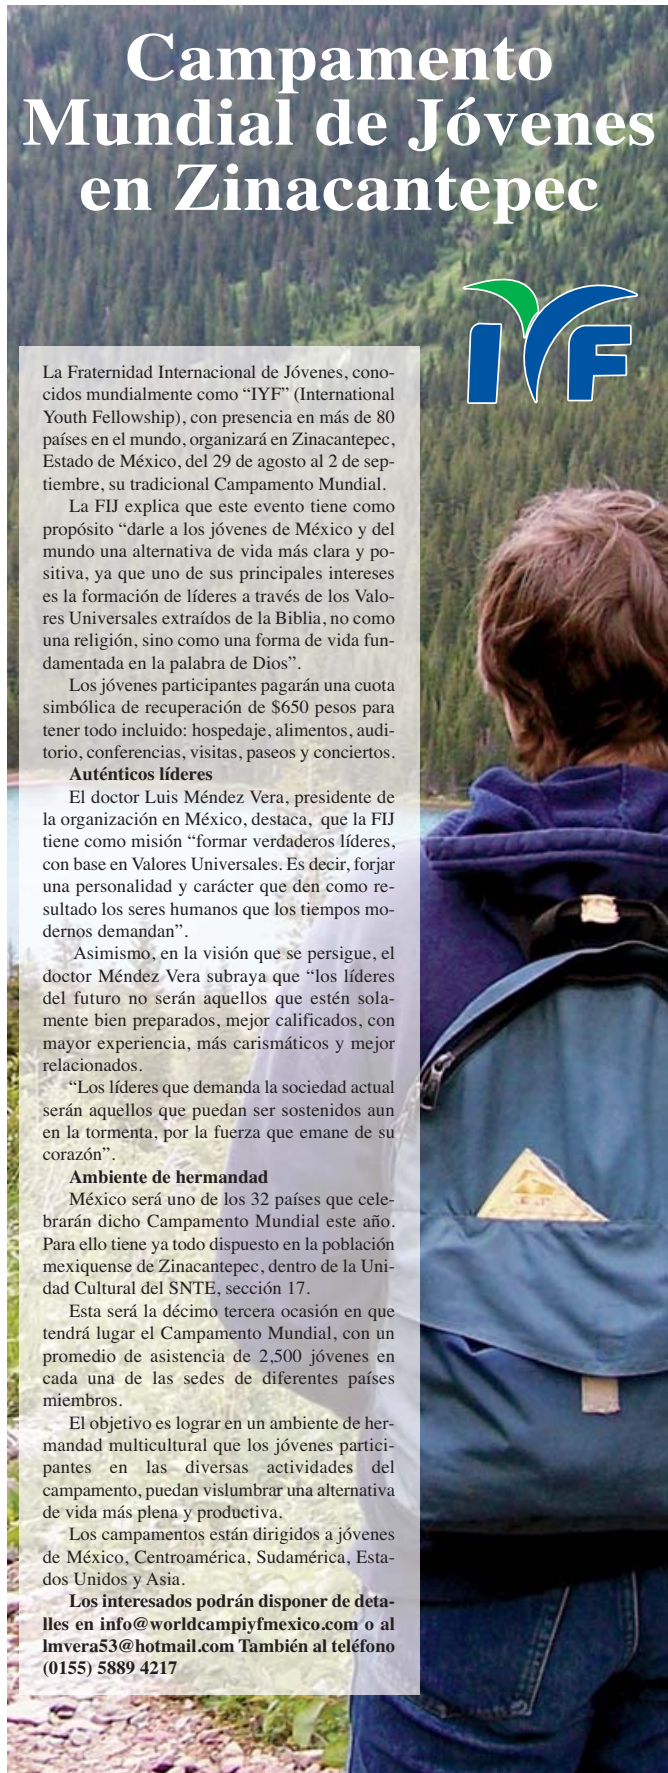 Campamento
Mundial de Jóvenes
en Zinacantepec
IYF
La Fraternidad Internacional de Jóvenes, cono-
cidos mundialmente como “IYF” (International
Youth Fellowship), con presencia en más de 80
países en el mundo, organizará en Zinacantepec,
Estado de México, del 29 de agosto al 2 de sep-
tiembre, su tradicional Campamento Mundial.
La FIJ explica que este evento tiene como
propósito “darle a los jóvenes de México y del
mundo una alternativa de vida más clara y po-
sitiva, ya que uno de sus principales intereses
es la formación de líderes a través de los Valo-
res Universales extraídos de la Biblia, no como
una religión, sino como una forma de vida fun-
damentada en la palabra de Dios”.
Los jóvenes participantes pagarán una cuota
simbólica de recuperación de $650 pesos para
tener todo incluido: hospedaje, alimentos, audi-
torio, conferencias, visitas, paseos y conciertos.
Auténticos líderes
El doctor Luis Méndez Vera, presidente de
la organización en México, destaca, que la FIJ
tiene como misión “formar verdaderos líderes,
con base en Valores Universales. Es decir, forjar
una personalidad y carácter que den como re-
sultado los seres humanos que los tiempos mo-
dernos demandan”.
Asimismo, en la visión que se persigue, el
doctor Méndez Vera subraya que “los líderes
del futuro no serán aquellos que estén sola-
mente bien preparados, mejor calificados, con
mayor experiencia, más carismáticos y mejor
relacionados.
“Los líderes que demanda la sociedad actual
serán aquellos que puedan ser sostenidos aun
en la tormenta, por la fuerza que emane de su
corazón”.
Ambiente de hermandad
México será uno de los 32 países que cele-
brarán dicho Campamento Mundial este año.
Para ello tiene ya todo dispuesto en la población
mexiquense de Zinacantepec, dentro de la Uni-
dad Cultural del SNTE, sección 17.
Esta será la décimo tercera ocasión en que
tendrá lugar el Campamento Mundial, con un
promedio de asistencia de 2,500 jóvenes en
cada una de las sedes de diferentes países
miembros.
El objetivo es lograr en un ambiente de her-
mandad multicultural que los jóvenes partici-
pantes en las diversas actividades del
campamento, puedan vislumbrar una alternativa
de vida más plena y productiva.
Los campamentos están dirigidos a jóvenes
de México, Centroamérica, Sudamérica, Esta-
dos Unidos y Asia.
Los interesados podrán disponer de deta-
lles en info@worldcampiyfmexico.com o al
lmvera53@hotmail.com También al teléfono
(0155) 5889 4217